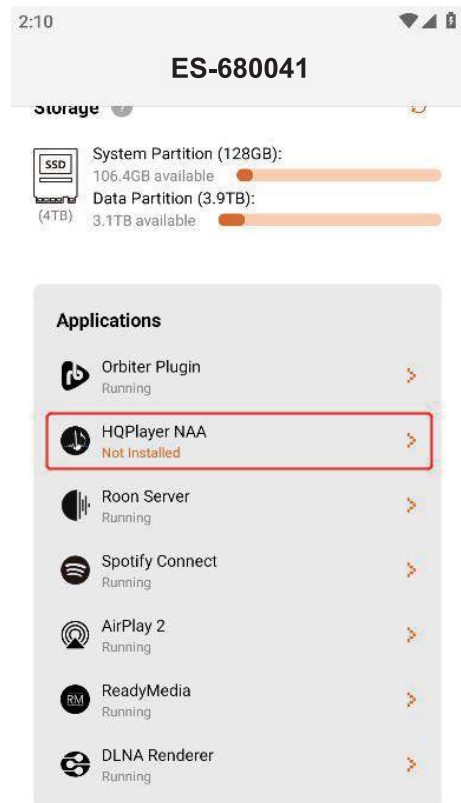 2:10
ES-680041
Storage ?
SSD
System Partition (128GB):
106.4GB available
Data Partition (3.9TB):
(4TB)
3.1TB available
Applications
Orbiter Plugin
Running
HQPlayer NAA
Not Installed
Roon Server
Running
Spotify Connect
Running
AirPlay 2
Running
RM
ReadyMedia
Running
DLNA Renderer
Running